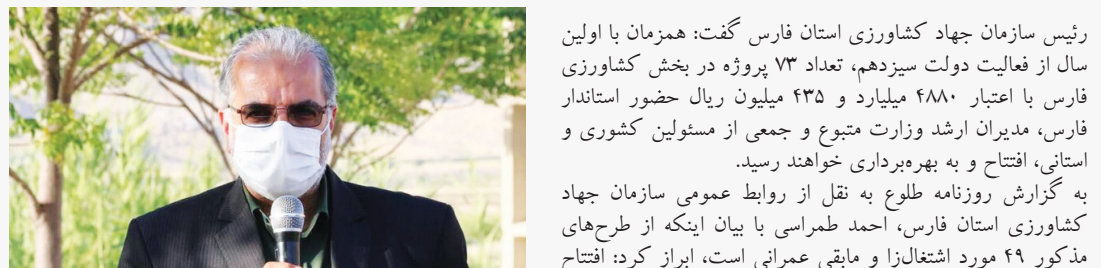 رئیس سازمان جهاد کشاورزی استان فارس گفت: همزمان با اولین
سال از فعالیت دولت سیزدهم، تعداد ۷۳ پروژه در بخش کشاورزی
فارس با اعتبار ۴۸۸۰ میلیارد و ۴۳۵ میلیون ریال حضور استاندار
فارس، مدیران ارشد وزارت متبوع و جمعی از مسئولین کشوری و
استانی، افتتاح و به بهره‌برداری خواهند رسید.
به گزارش روزنامه طلوع به نقل از روابط عمومی سازمان جهاد
کشاورزی استان فارس، احمد طمراسی با بیان اینکه از طرح‌های
مذکور ۴۹ مورد اشتغال‌زا و مابقی عمرانی است، ابراز کرد: افتتاح